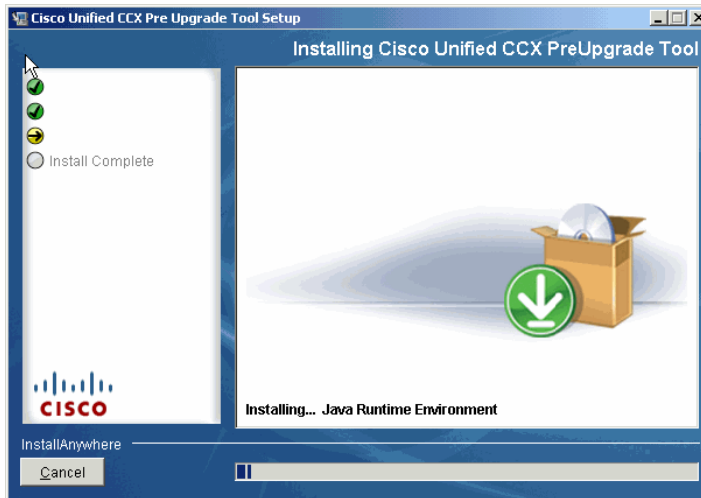 Cisco Unified CCX Pre Upgrade Tool Setup
Installing Cisco Unified CCX PreUpgrade Tool
Install Complete
CISCO
Installing... Java Runtime Environment
InstallAnywhere
Cancel